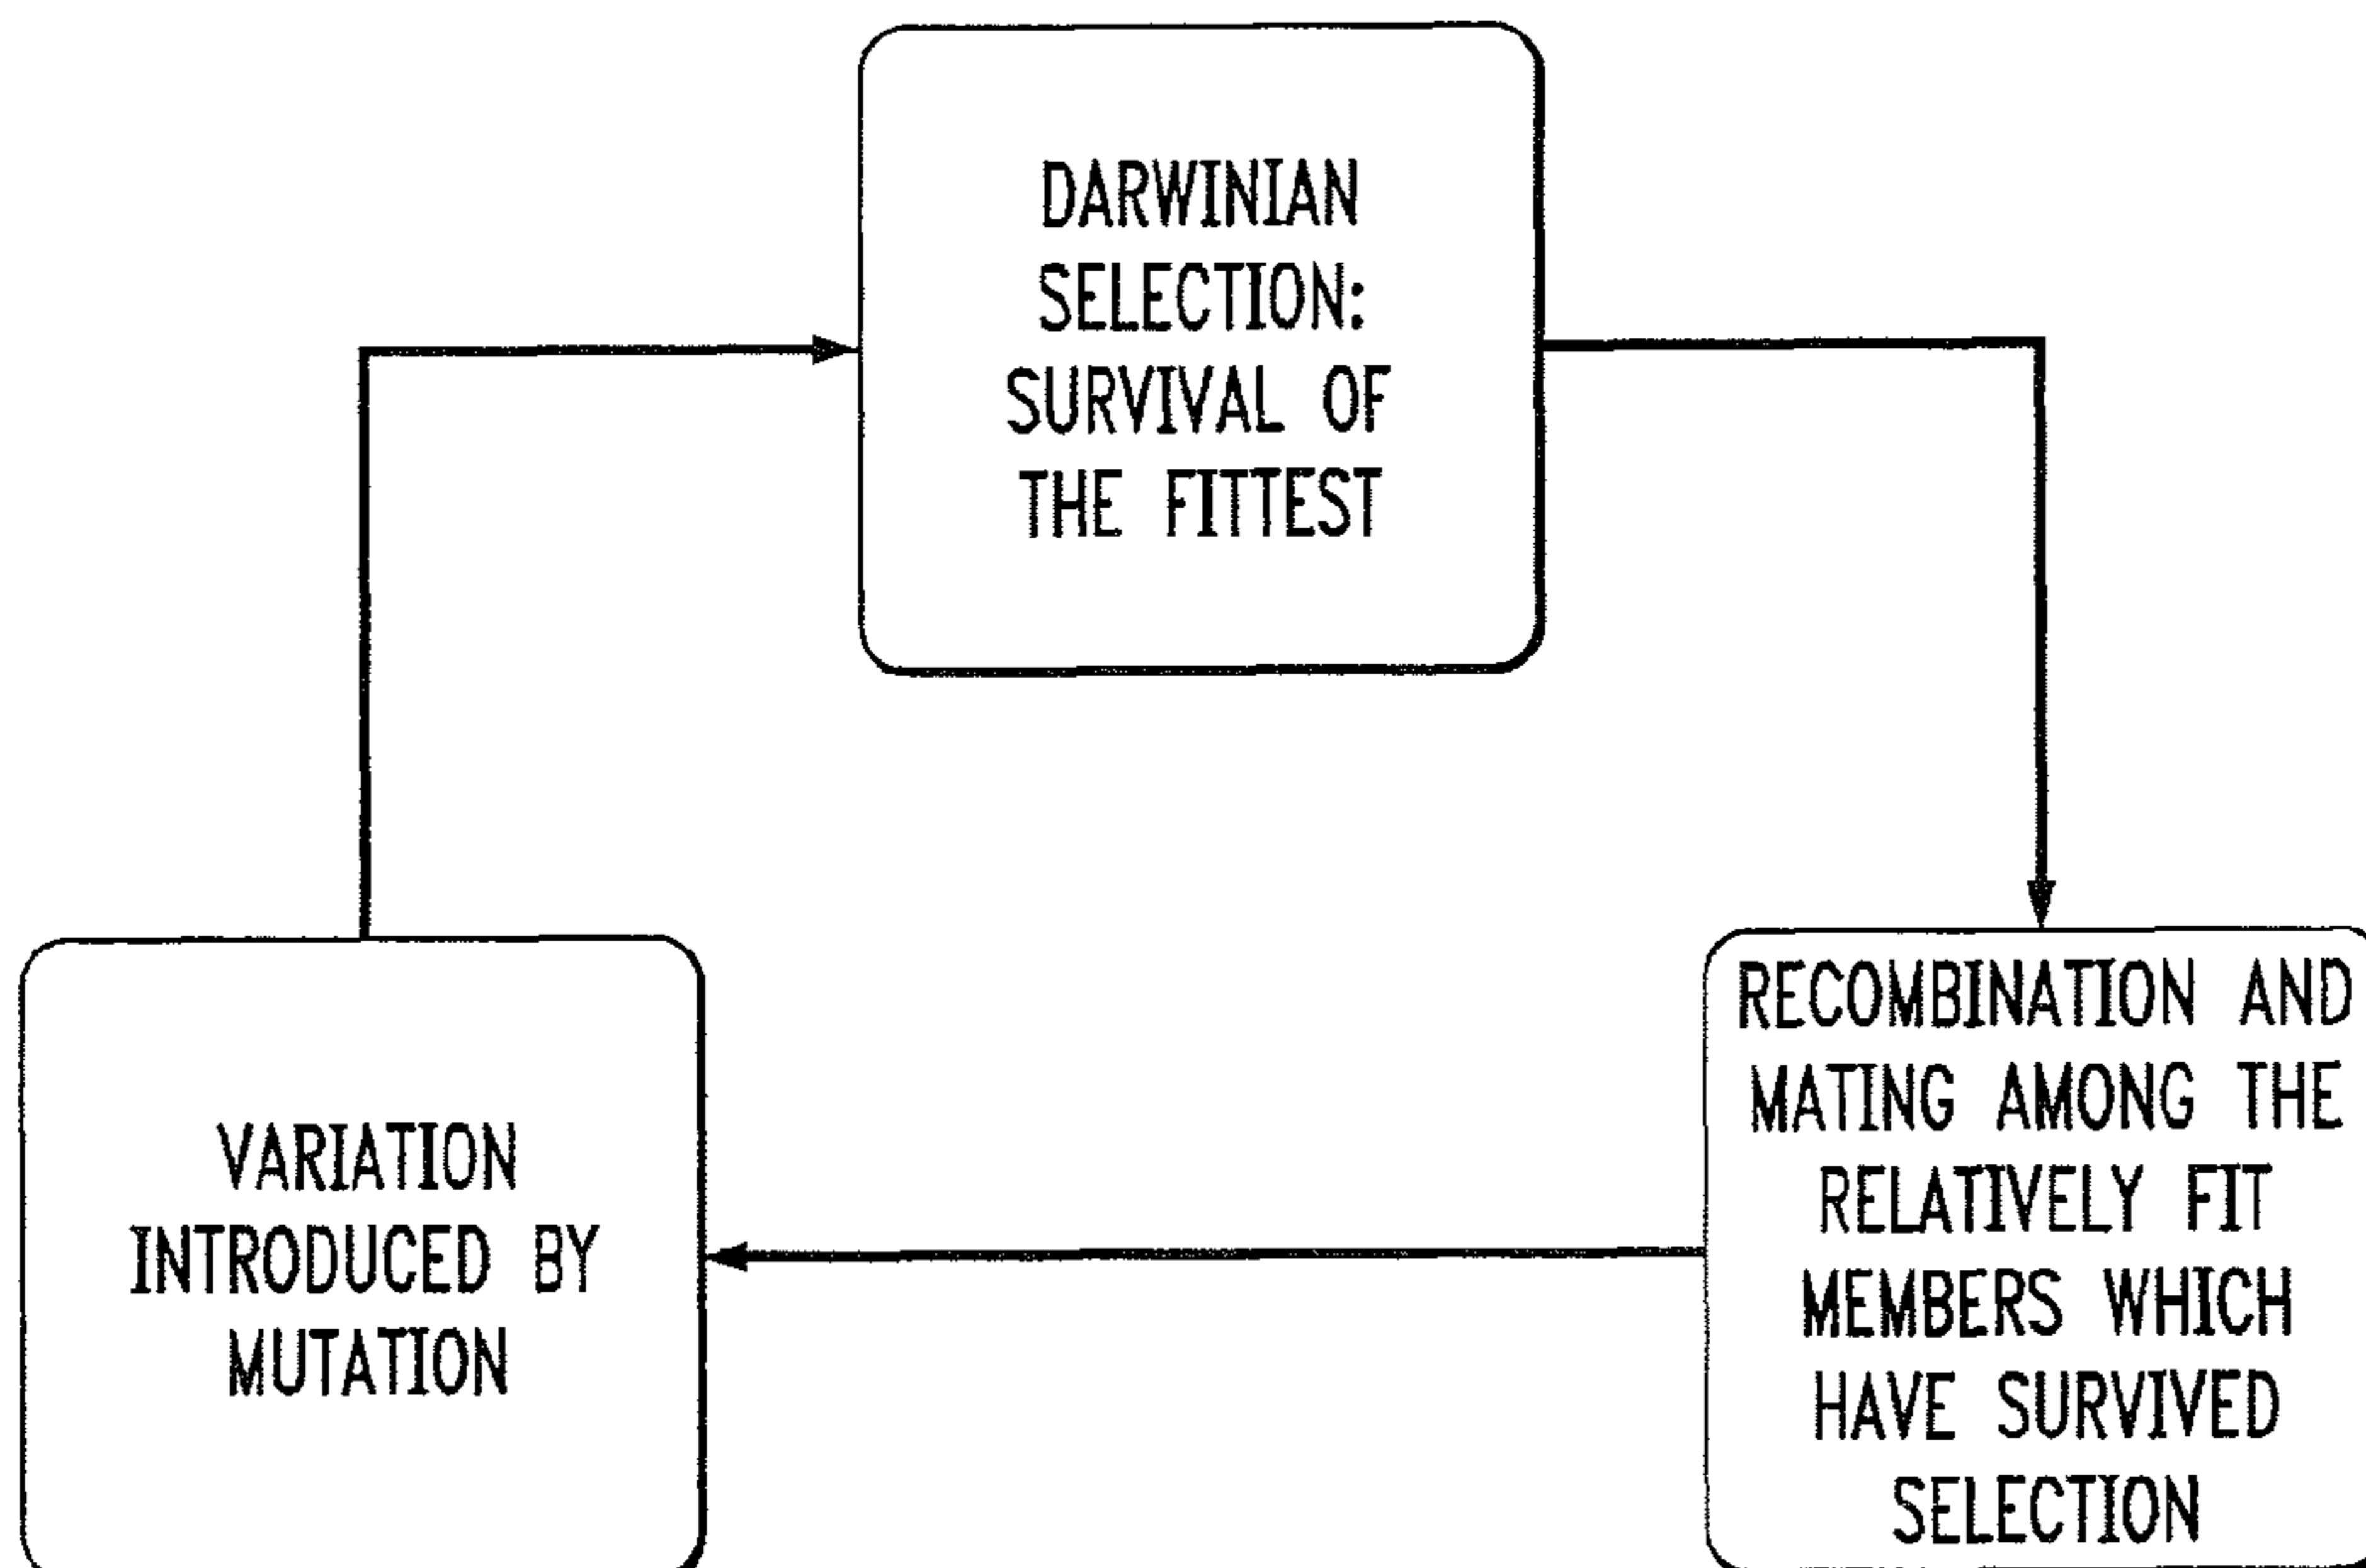 DARWINIAN
SELECTION:
SURVIVAL OF
THE FITTEST
VARIATION
INTRODUCED BY
MUTATION
RECOMBINATION AND
MATING AMONG THE
RELATIVELY FIT
MEMBERS WHICH
HAVE SURVIVED
SELECTION